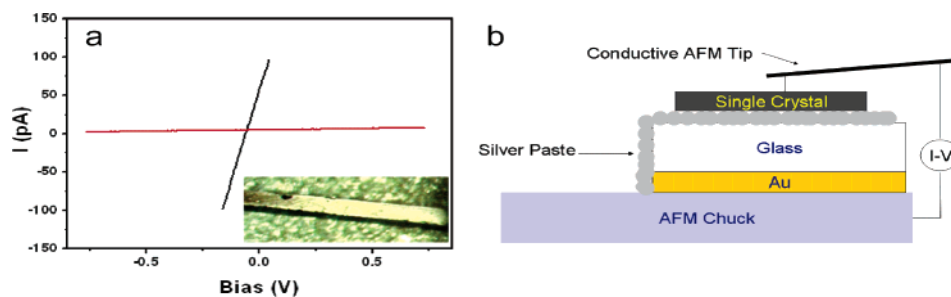 a
150
100
50
0
-50
-100
-150
I (pA)
-0.5 0.0 0.5
Bias (V)
b
Conductive AFM Tip
Single Crystal
Silver Paste
Glass
I-V
Au
AFM Chuck